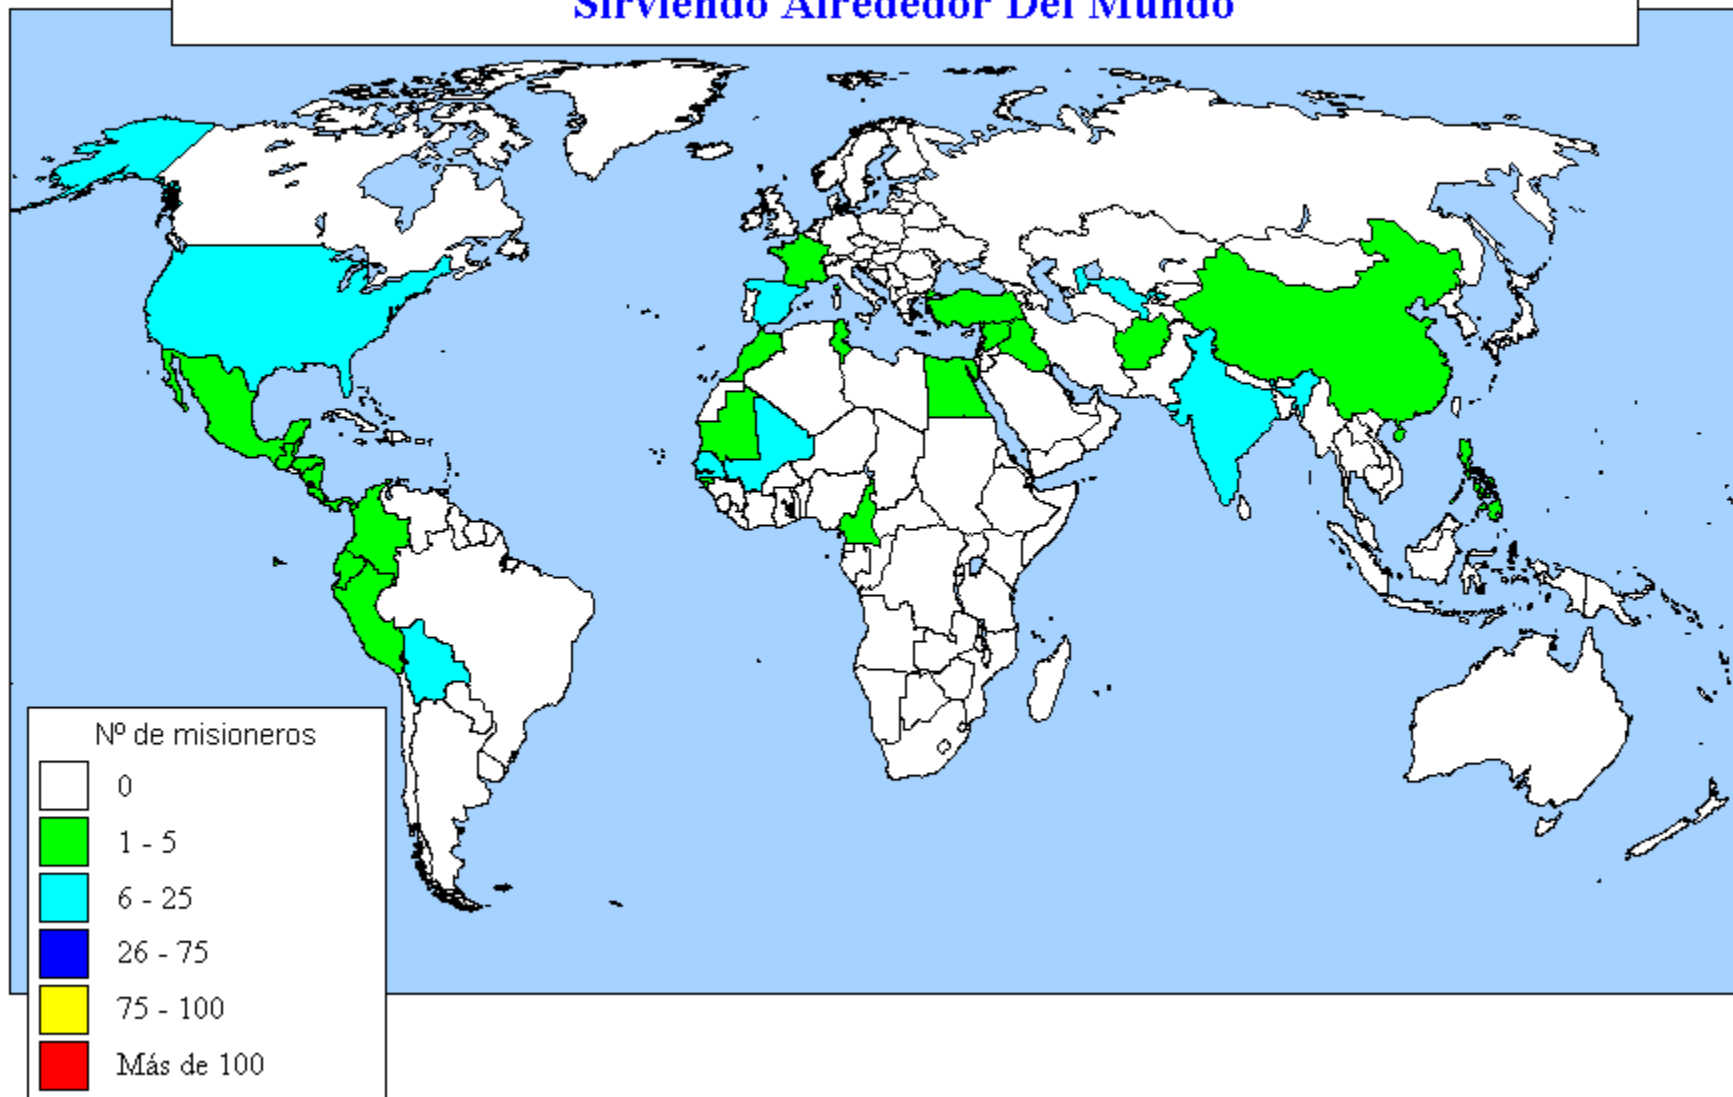 Sirviendo Alrededor Del Mundo
Nº de misioneros
0
1 - 5
6 - 25
26 - 75
75 - 100
Más de 100